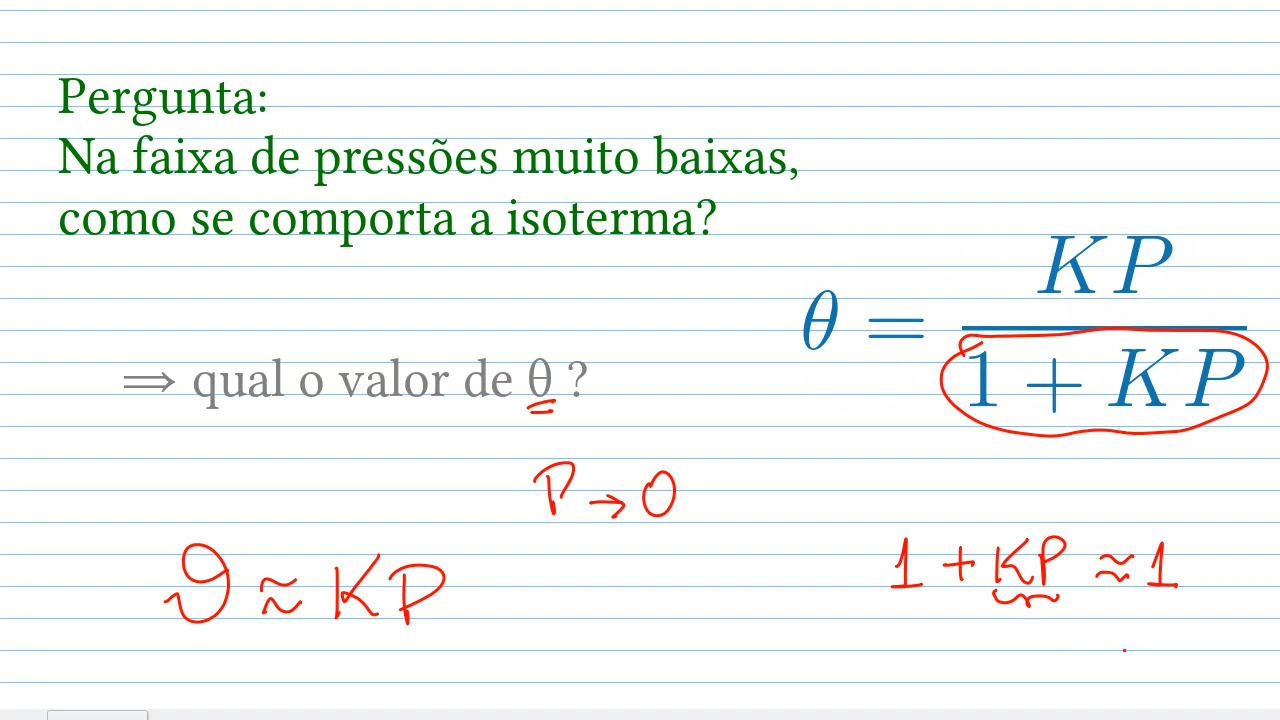 Pergunta:
Na faixa de pressões muito baixas,
como se comporta a isoterma?
θ = KP / 1 + KP
⟹ qual o valor de θ ?
P → 0
1 + KP ≈ 1
ϑ ≈ KP